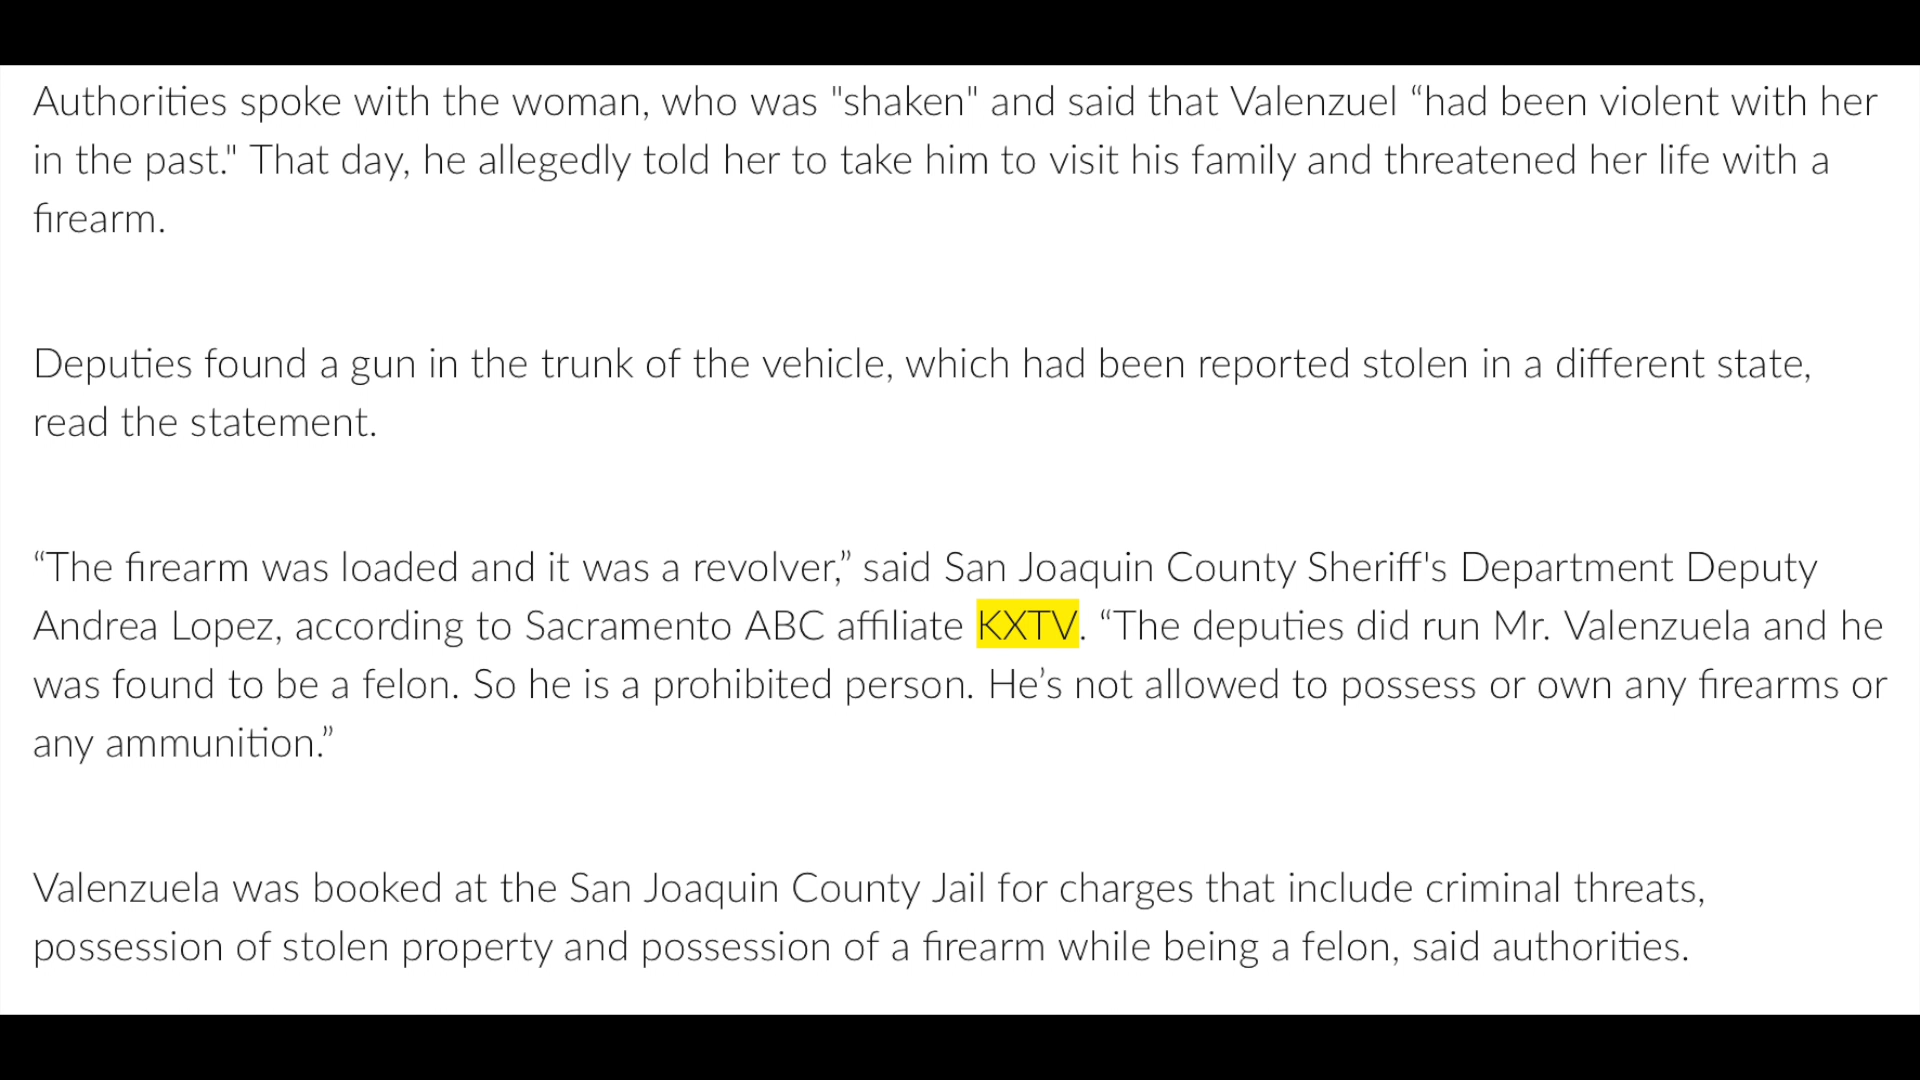 Authorities spoke with the woman, who was "shaken" and said that Valenzuel “had been violent with her
in the past." That day, he allegedly told her to take him to visit his family and threatened her life with a
firearm.
Deputies found a gun in the trunk of the vehicle, which had been reported stolen in a different state,
read the statement.
“The firearm was loaded and it was a revolver,” said San Joaquin County Sheriff's Department Deputy
Andrea Lopez, according to Sacramento ABC affiliate KXTV. “The deputies did run Mr. Valenzuela and he
was found to be a felon. So he is a prohibited person. He’s not allowed to possess or own any firearms or
any ammunition.”
Valenzuela was booked at the San Joaquin County Jail for charges that include criminal threats,
possession of stolen property and possession of a firearm while being a felon, said authorities.